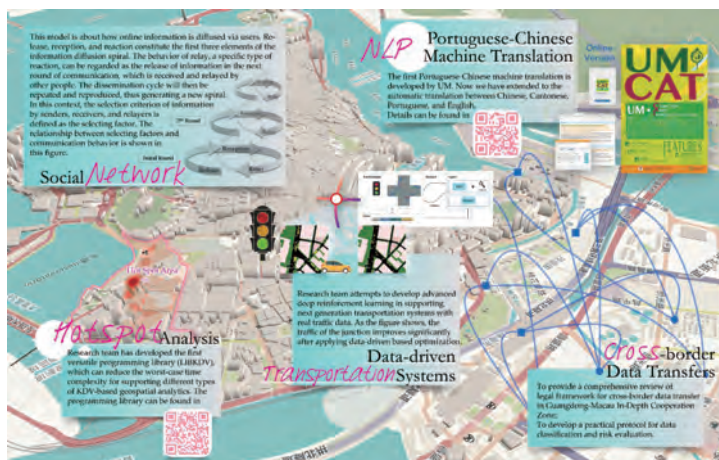 This model is about how online information is diffused via users. Re-
lease, reception, and reaction constitute the first three elements of the
information diffusion spiral. The behavior of relay, a specific type of
reaction, can be regarded as the release of information in the next
round of communication, which is received and relayed by
other people. The dissemination cycle will then be
repeated and reproduced, thus generating a new spiral.
In this context, the selection criterion of information
by renders, receivers, and relayers is
defined as the selecting factor. The
relationship between selecting factors and
communication behavior is shown in
this figure.
Social Network
NLP Portuguese-Chinese
Machine Translation
The first Portuguese-Chinese machine translation is
developed by UM. Now we have extended to the
automatic translation between Chinese, Cantonese,
Portuguese, and English.
Details can be found in
Online
Version
UM
CAT
UM+
FEATURES
Hotspot Analysis
Research team has developed the first
versatile programming library (LIBKDV),
which can reduce the worst-case time
complexity for supporting different types
of KDV-based geospatial analytics. The
programming library can be found in
Research team attempts to develop advanced
deep reinforcement learning in supporting
next generation transportation systems with
real traffic data. As the figure shows, the
traffic of the junction improves significantly
after applying data-driven based optimization.
Data-driven
Transportation Systems
Cross-border
Data Transfers
To provide a comprehensive review of
legal framework for cross-border data transfer
in Guangdong-Macau In-Depth Cooperation
Zone;
To develop a practical protocol for data
classification and risk evaluation.